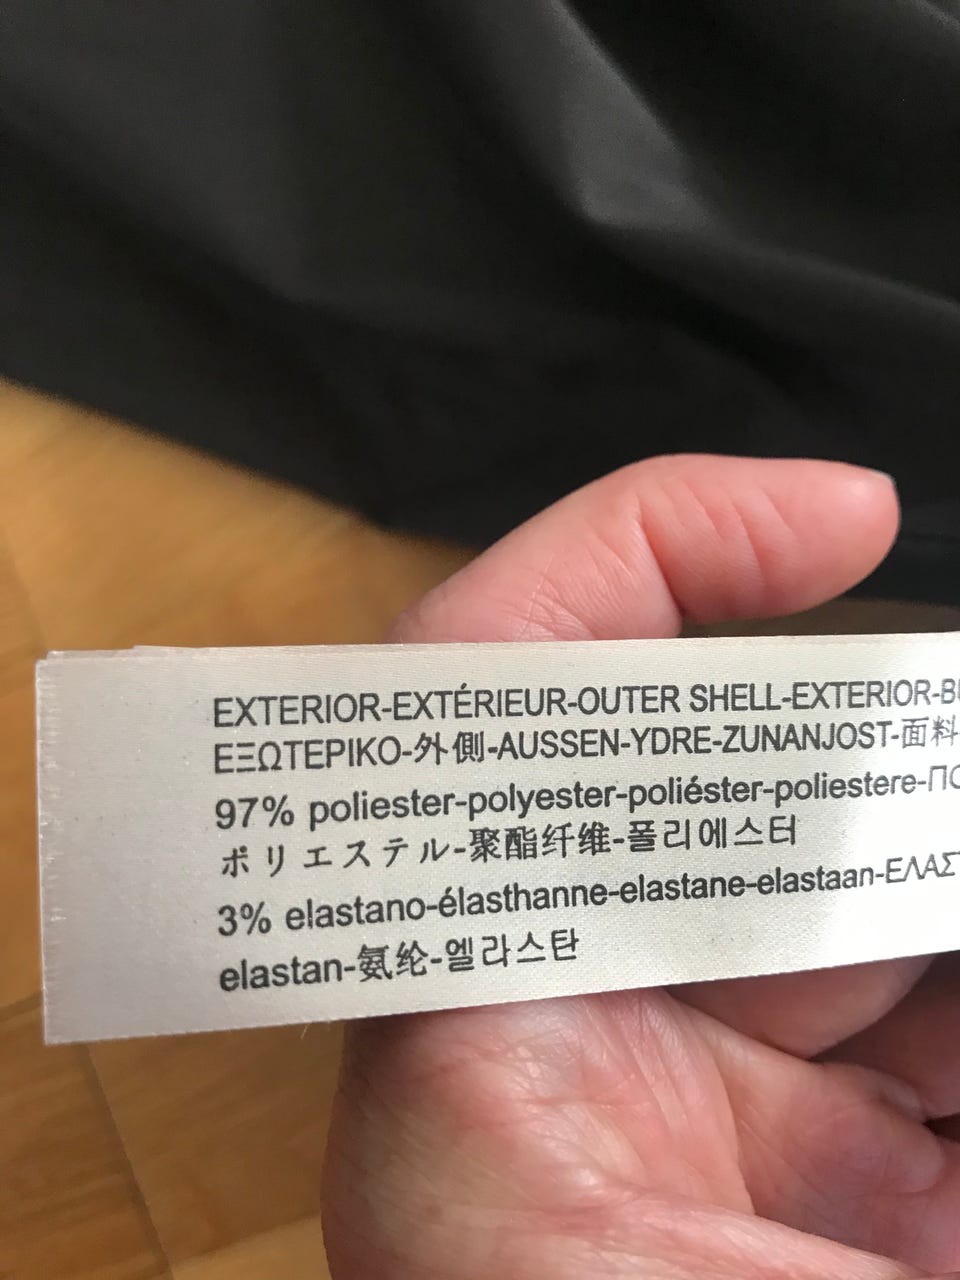 EXTERIOR-EXTÉRIEUR-OUTER SHELL-EXTERIOR-
ΕΞΩΤΕΡΙΚΟ-外側-AUSSEN-YDRE-ZUNANJOST-面料-
97% poliester-polyester-poliéster-poliestere-
ポリエステル-聚酯纤维-폴리에스터
3% elastano-élasthanne-elastane-elastaan-
elastan-氨纶-엘라스탄